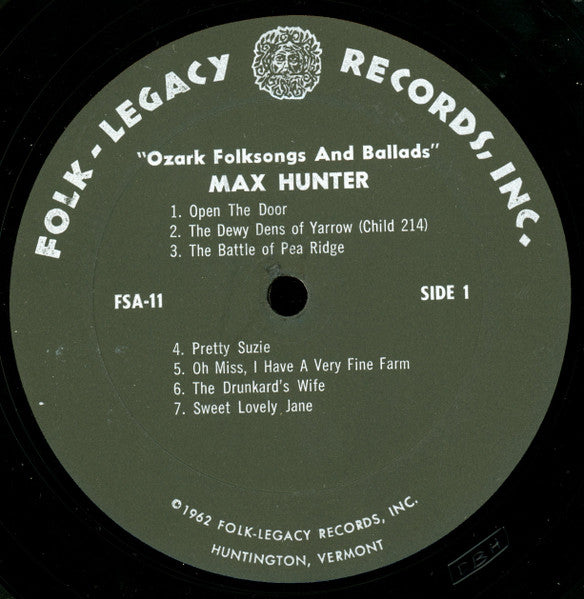 FOLK-LEGACY RECORDS, INC.
"Ozark Folksongs And Ballads"
MAX HUNTER
1. Open The Door
2. The Dewy Dens of Yarrow (Child 214)
3. The Battle of Pea Ridge
FSA-11
SIDE 1
4. Pretty Suzie
5. Oh Miss, I Have A Very Fine Farm
6. The Drunkard's Wife
7. Sweet Lovely Jane
©1962 FOLK-LEGACY RECORDS, INC.
HUNTINGTON, VERMONT